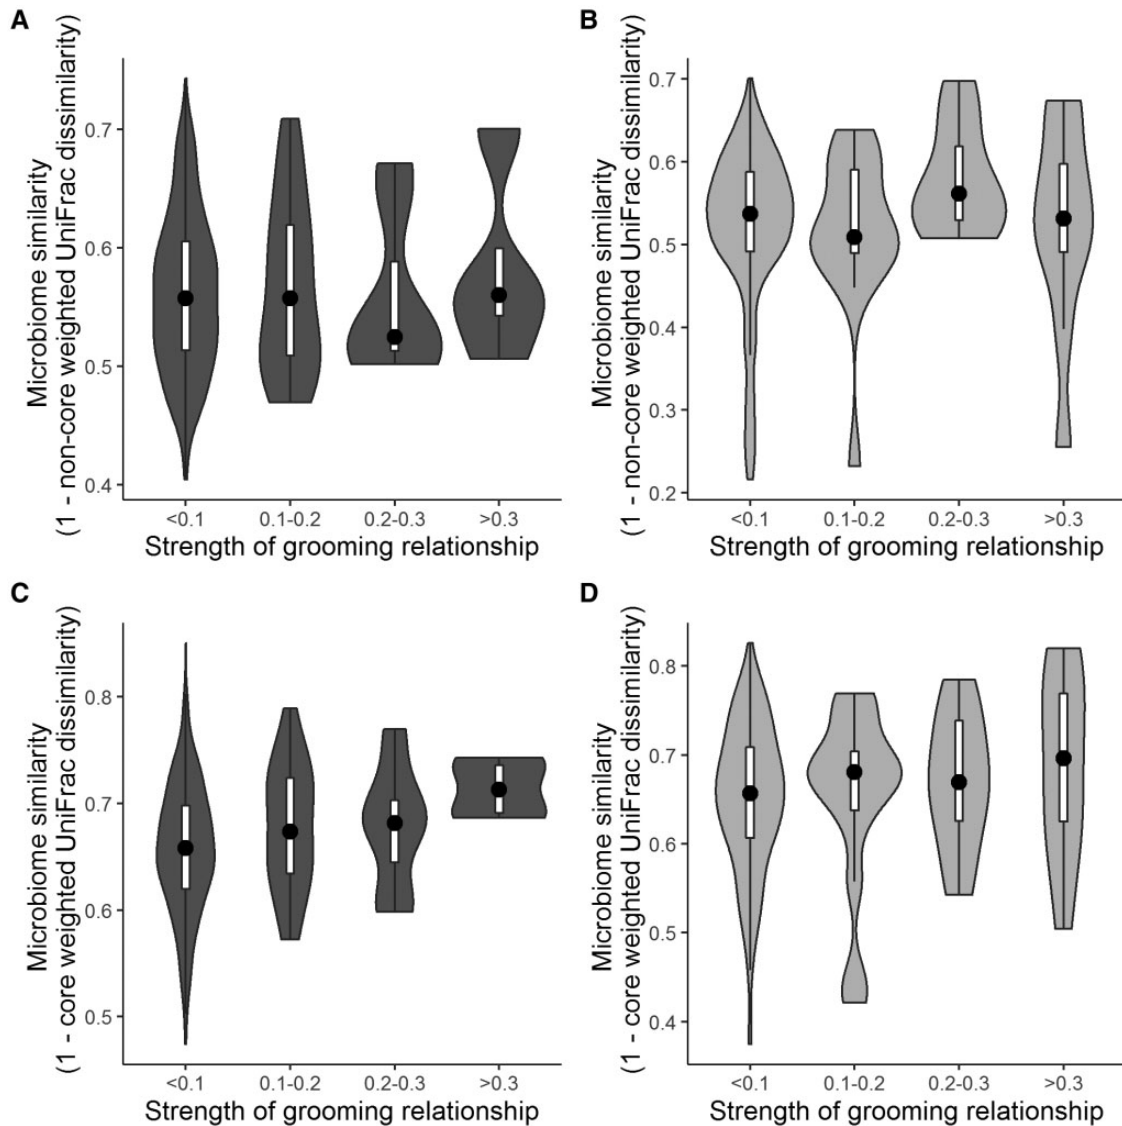 A
Microbiome similarity
(1 - non-core weighted UniFrac dissimilarity)
0.7
0.6
0.5
0.4
<0.1 0.1-0.2 0.2-0.3 >0.3
Strength of grooming relationship
B
Microbiome similarity
(1 - non-core weighted UniFrac dissimilarity)
0.7
0.6
0.5
0.4
0.3
0.2
<0.1 0.1-0.2 0.2-0.3 >0.3
Strength of grooming relationship
C
Microbiome similarity
(1 - core weighted UniFrac dissimilarity)
0.8
0.7
0.6
0.5
<0.1 0.1-0.2 0.2-0.3 >0.3
Strength of grooming relationship
D
Microbiome similarity
(1 - core weighted UniFrac dissimilarity)
0.8
0.7
0.6
0.5
0.4
<0.1 0.1-0.2 0.2-0.3 >0.3
Strength of grooming relationship